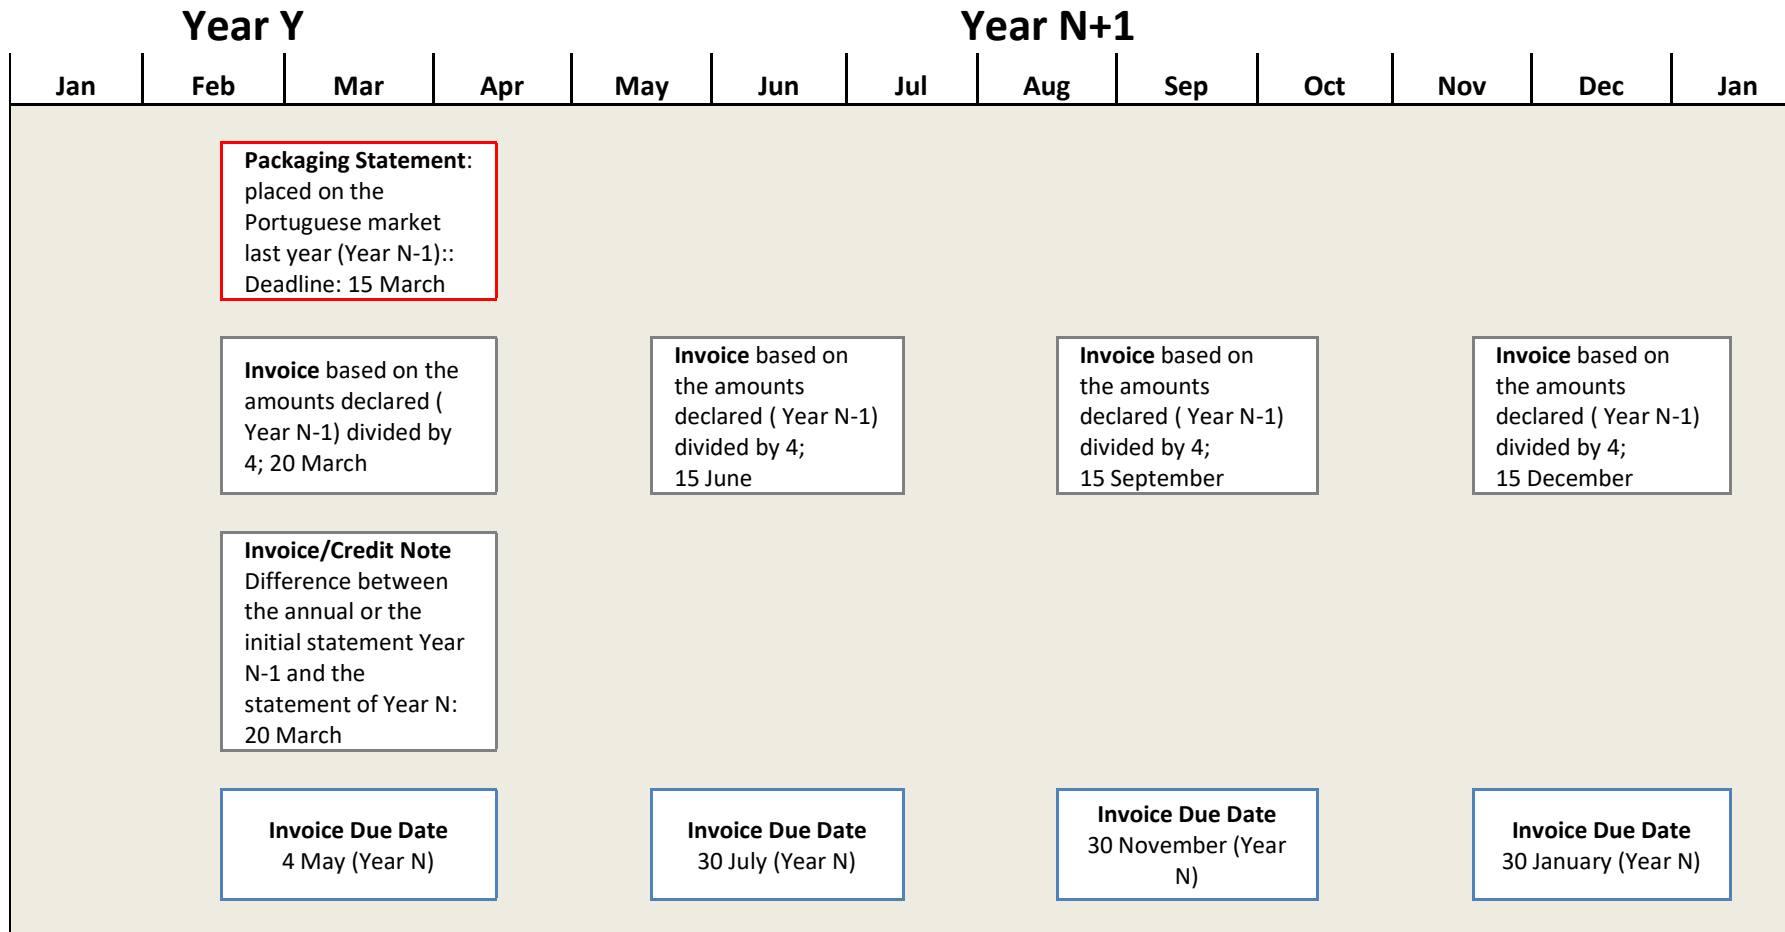 Year Y
Year N+1
Jan Feb Mar Apr May Jun Jul Aug Sep Oct Nov Dec Jan
Packaging Statement:
placed on the
Portuguese market
last year (Year N-1)::
Deadline: 15 March
Invoice based on the
amounts declared (
Year N-1) divided by
4; 20 March
Invoice based on
the amounts
declared ( Year N-1)
divided by 4;
15 June
Invoice based on
the amounts
declared ( Year N-1)
divided by 4;
15 September
Invoice based on
the amounts
declared ( Year N-1)
divided by 4;
15 December
Invoice/Credit Note
Difference between
the annual or the
initial statement Year
N-1 and the
statement of Year N:
20 March
Invoice Due Date
4 May (Year N)
Invoice Due Date
30 July (Year N)
Invoice Due Date
30 November (Year
N)
Invoice Due Date
30 January (Year N)